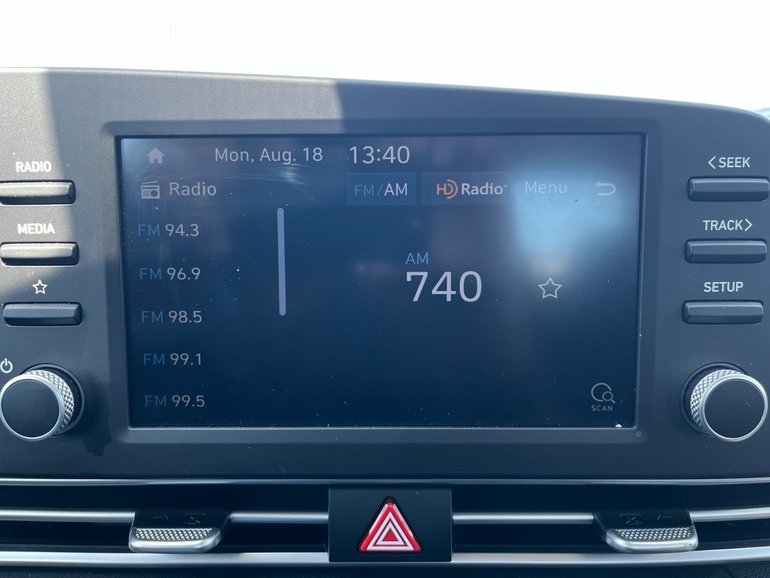 Mon, Aug. 18 13:40
RADIO
Radio FM/AM HD Radio Menu
<SEEK
FM 94.3
MEDIA
TRACK>
AM
740
FM 96.9
SETUP
FM 98.5
FM 99.1
FM 99.5
SCAN